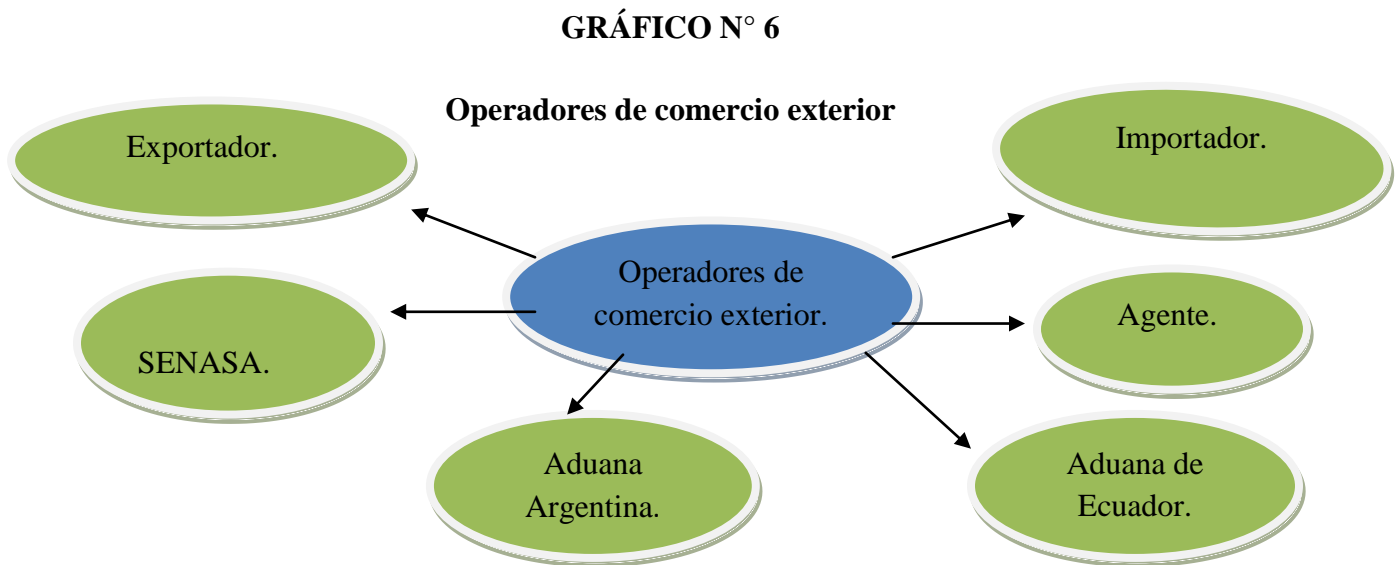 GRÁFICO N° 6
Operadores de comercio exterior
Exportador.
Importador.
Operadores de
comercio exterior.
SENASA.
Agente.
Aduana
Argentina.
Aduana de
Ecuador.